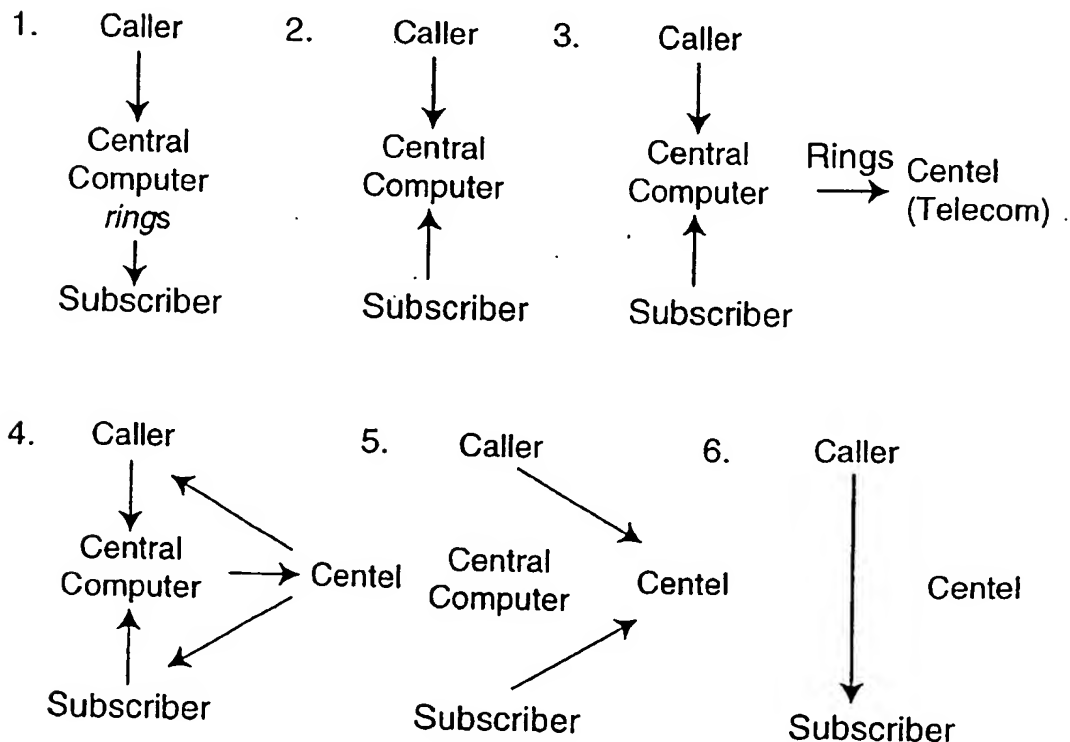 1. Caller
Central
Computer
rings
Subscriber
2. Caller
Central
Computer
Subscriber
3. Caller
Central
Computer
Rings
Centel
(Telecom)
Subscriber
4. Caller
Central
Computer
Centel
Subscriber
5. Caller
Central
Computer
Centel
Subscriber
6. Caller
Centel
Subscriber